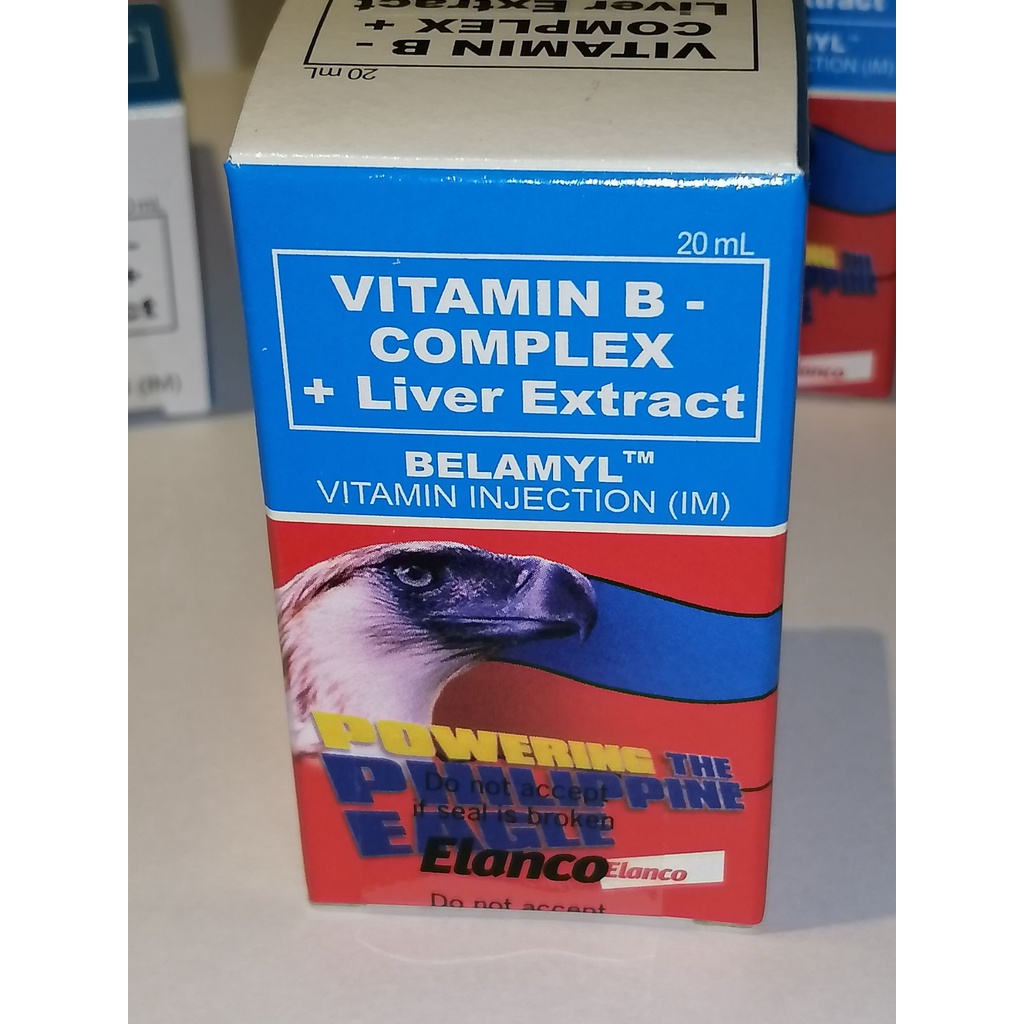 Liver Extract
COMPLEX +
VITAMIN B -
20 mL
20 mL
VITAMIN B -
COMPLEX
+ Liver Extract
BELAMYL™
VITAMIN INJECTION (IM)
POWERING THE
PHILIPPINE
EAGLE
Do not accept
if seal is broken
Elanco
Elanco
Do not accept